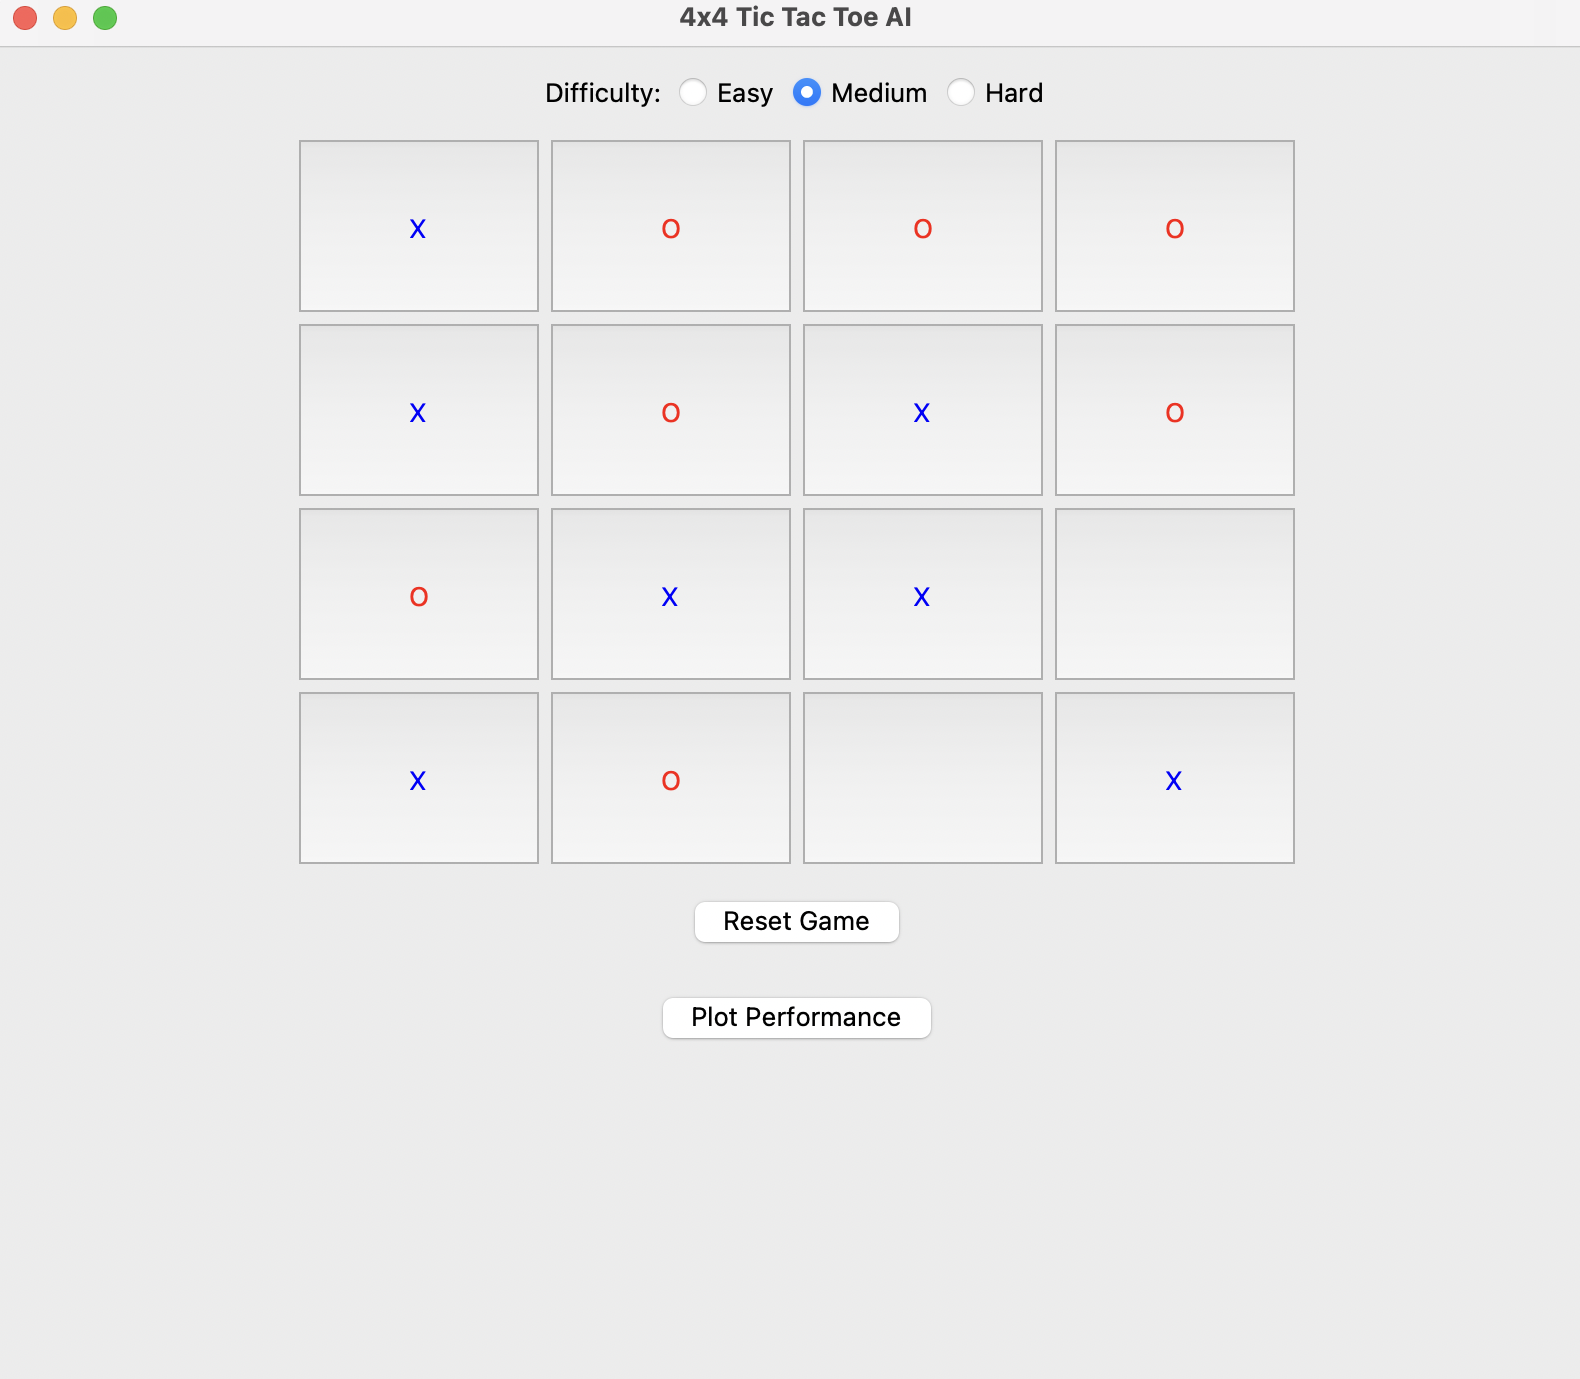 4x4 Tic Tac Toe AI
Difficulty: Easy Medium Hard
X O O O
X O X O
O X X
X O X
Reset Game
Plot Performance